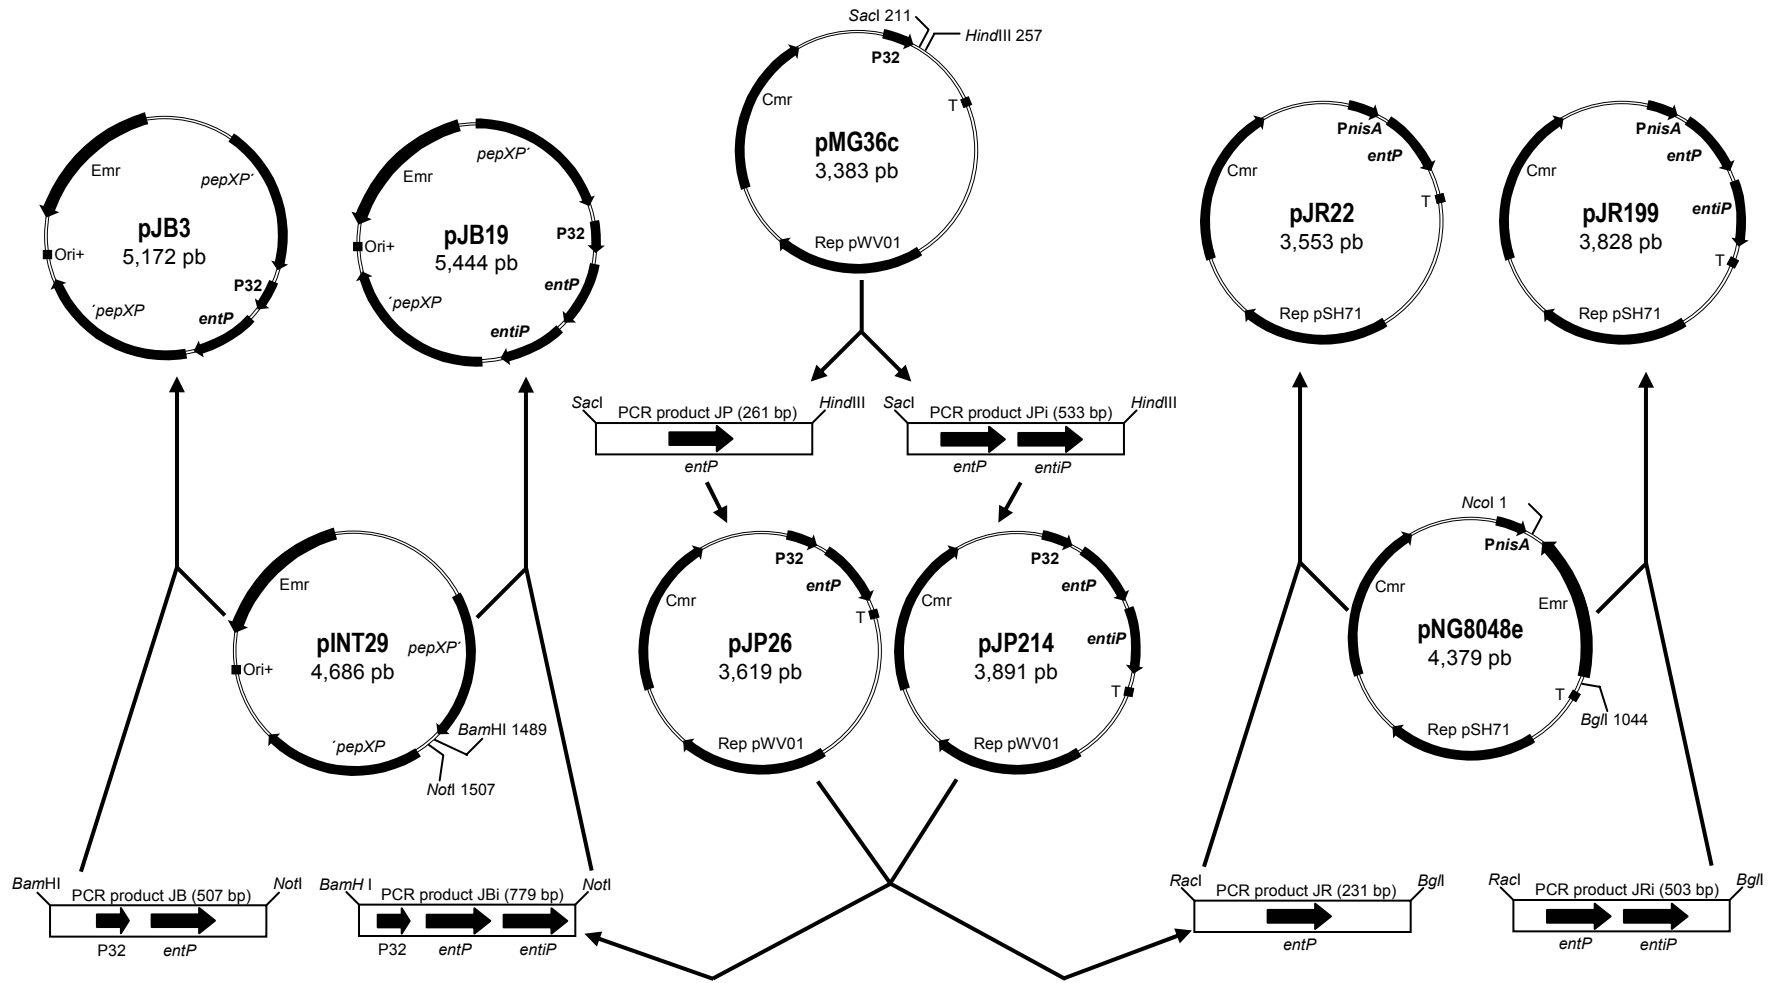 SacI 211
HindIII 257
P32
Cmr
T
pMG36c
3,383 pb
Rep pWV01
Emr
pepXP´
pJB3
5,172 pb
Ori+
P32
´pepXP
entP
pepXP´
Emr
pJB19
5,444 pb
P32
Ori+
entP
´pepXP
entiP
PnisA
entP
Cmr
T
pJR22
3,553 pb
Rep pSH71
PnisA
entP
Cmr
entiP
pJR199
3,828 pb
T
Rep pSH71
SacI
HindIII
PCR product JP (261 bp)
entP
SacI
HindIII
PCR product JPi (533 bp)
entP
entiP
Emr
pINT29
4,686 pb
pepXP´
Ori+
BamHI 1489
´pepXP
NotI 1507
P32
entP
Cmr
T
pJP26
3,619 pb
Rep pWV01
P32
entP
Cmr
entiP
pJP214
3,891 pb
T
Rep pWV01
NcoI 1
PnisA
Cmr
Emr
pNG8048e
4,379 pb
T
BglI 1044
Rep pSH71
BamHI
NotI
PCR product JB (507 bp)
P32
entP
BamH I
NotI
PCR product JBi (779 bp)
P32
entP
entiP
RacI
BglI
PCR product JR (231 bp)
entP
RacI
BglI
PCR product JRi (503 bp)
entP
entiP